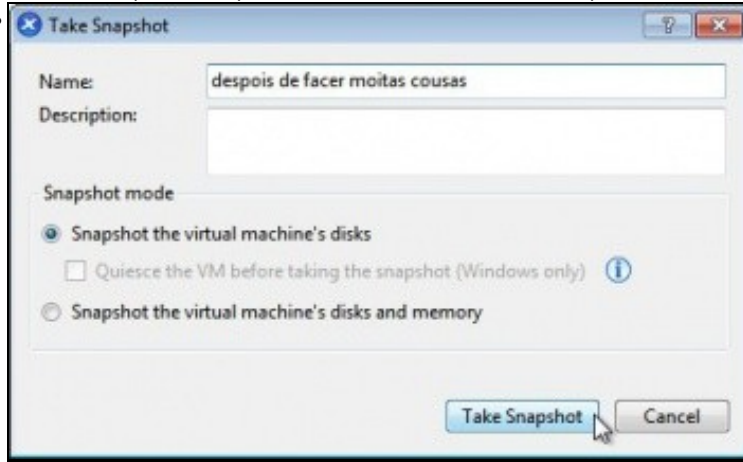 Take Snapshot
Name: despois de facer moitas cousas
Description:
Snapshot mode
Snapshot the virtual machine's disks
Quiesce the VM before taking the snapshot (Windows only)
Snapshot the virtual machine's disks and memory
Take Snapshot Cancel